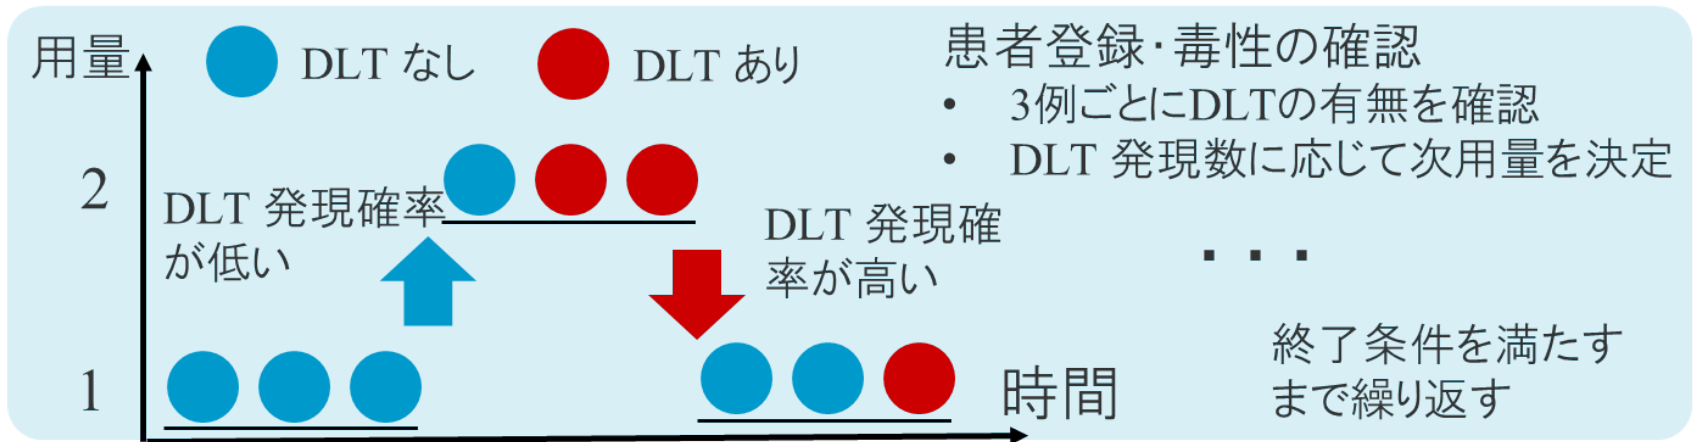 用量
DLT なし
DLT あり
患者登録・毒性の確認
• 3例ごとにDLTの有無を確認
• DLT 発現数に応じて次用量を決定
2
DLT 発現確率
が低い
DLT 発現確
率が高い
・・・
1
時間
終了条件を満たす
まで繰り返す